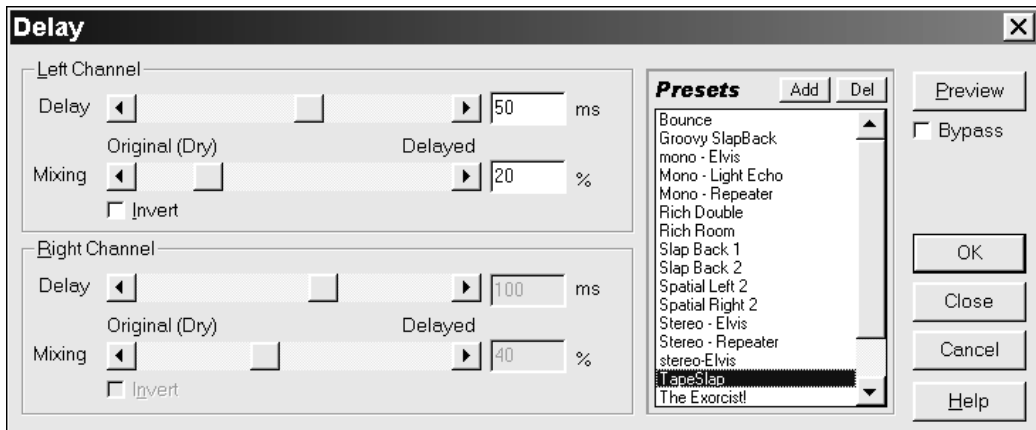 Delay
Left Channel
Delay 50 ms
Original (Dry) Delayed
Mixing 20 %
Invert
Right Channel
Delay 100 ms
Original (Dry) Delayed
Mixing 40 %
Invert
Presets Add Del
Bounce
Groovy SlapBack
mono - Elvis
Mono - Light Echo
Mono - Repeater
Rich Double
Rich Room
Slap Back 1
Slap Back 2
Spatial Left 2
Spatial Right 2
Stereo - Elvis
Stereo - Repeater
stereo-Elvis
TapeSlap
The Exorcist!
Preview
Bypass
OK
Close
Cancel
Help